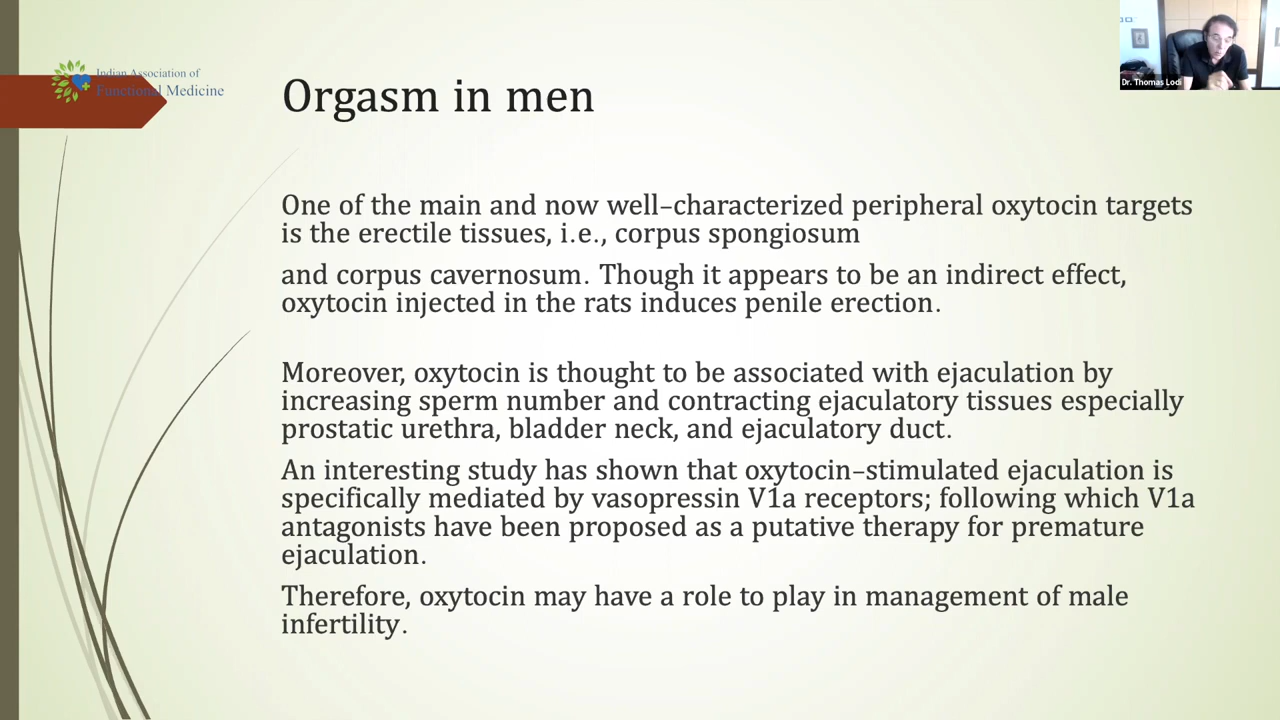 Indian Association of
Functional Medicine
Dr. Thomas Lodi
Orgasm in men
One of the main and now well–characterized peripheral oxytocin targets
is the erectile tissues, i.e., corpus spongiosum
and corpus cavernosum. Though it appears to be an indirect effect,
oxytocin injected in the rats induces penile erection.
Moreover, oxytocin is thought to be associated with ejaculation by
increasing sperm number and contracting ejaculatory tissues especially
prostatic urethra, bladder neck, and ejaculatory duct.
An interesting study has shown that oxytocin–stimulated ejaculation is
specifically mediated by vasopressin V1a receptors; following which V1a
antagonists have been proposed as a putative therapy for premature
ejaculation.
Therefore, oxytocin may have a role to play in management of male
infertility.